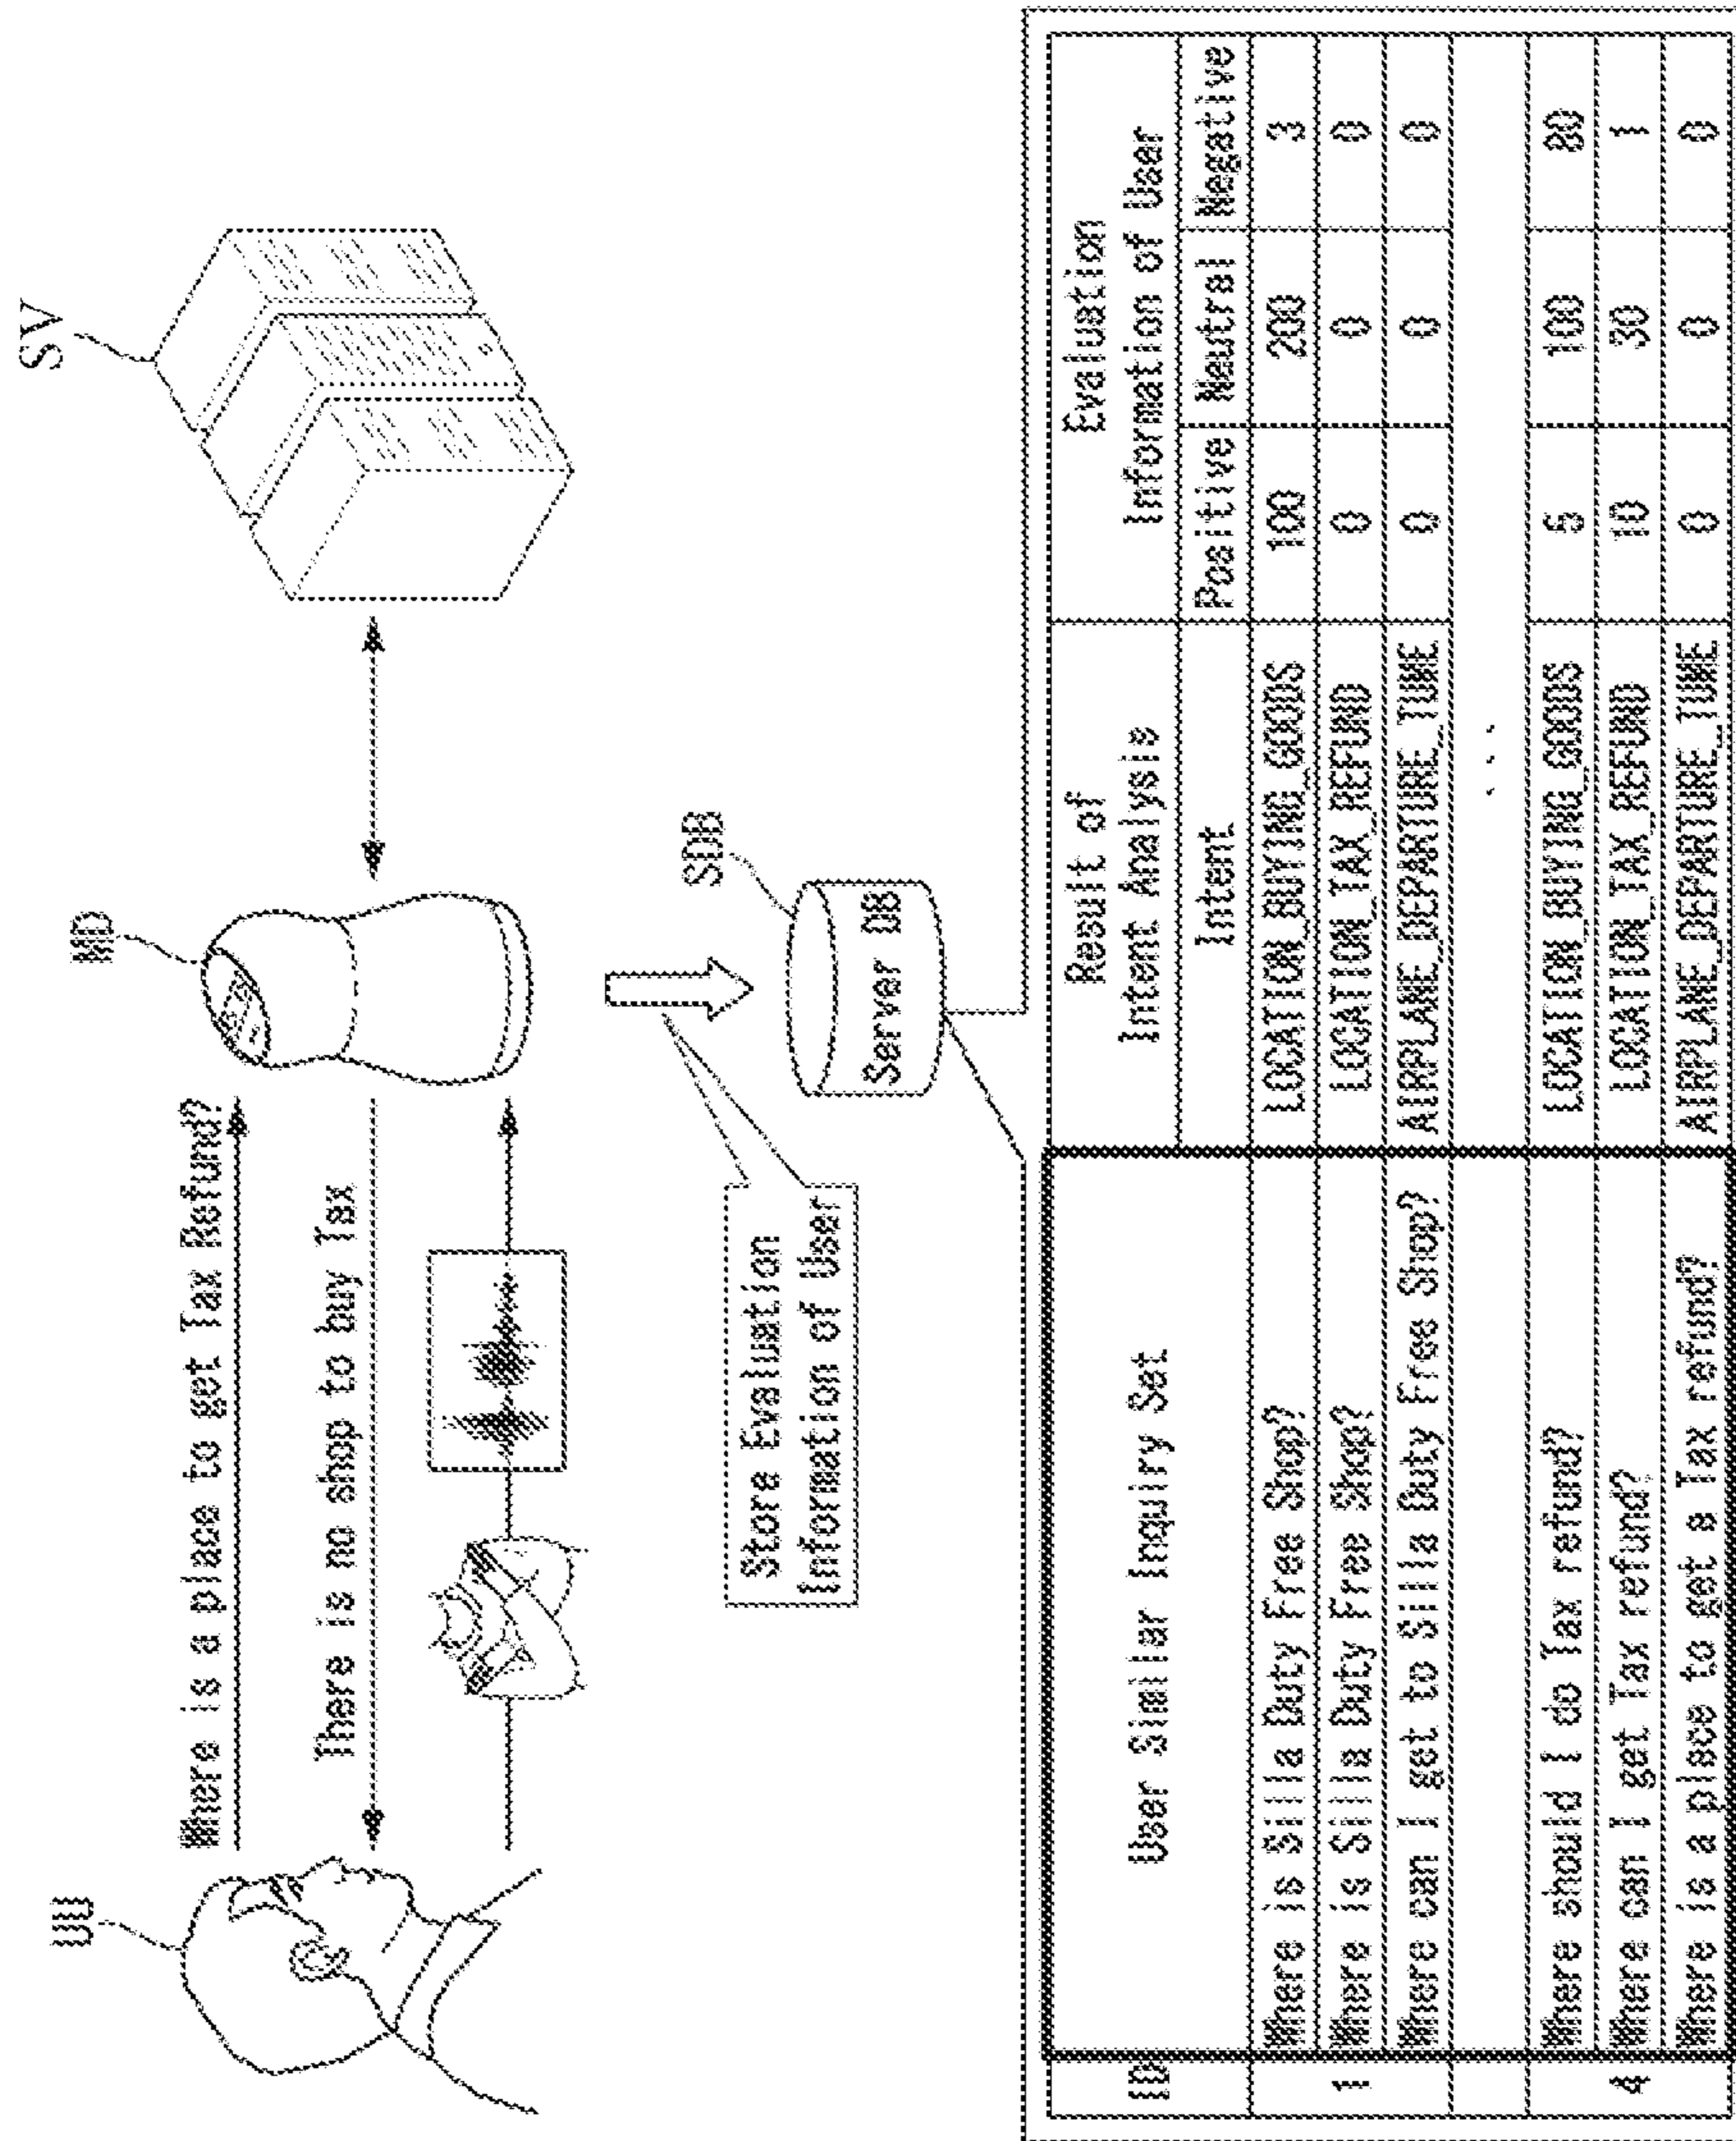 UU
Where is a place to get Tax Refund?
There is no shop to buy Tax
MD
SV
Store Evaluation
Information of User
SDB
Server DB
ID
User Similar Inquiry Set
Result of
Intent Analysis
Evaluation
Information of User
Intent
Positive
Neutral
Negative
1
Where is Silla Duty Free Shop? LOCATION_BUYING_GOODS 100 200 3
Where is Silla Duty Free Shop? LOCATION_TAX_REFUND 0 0 0
Where can I get to Silla Duty Free Shop? AIRPLANE_DEPARTURE_TUME 0 0 0
...
4
Where should I do Tax refund? LOCATION_BUYING_GOODS 5 100 80
Where can I get Tax refund? LOCATION_TAX_REFUND 10 30 1
Where is a place to get a Tax refund? AIRPLANE_DEPARTURE_TUME 0 0 0